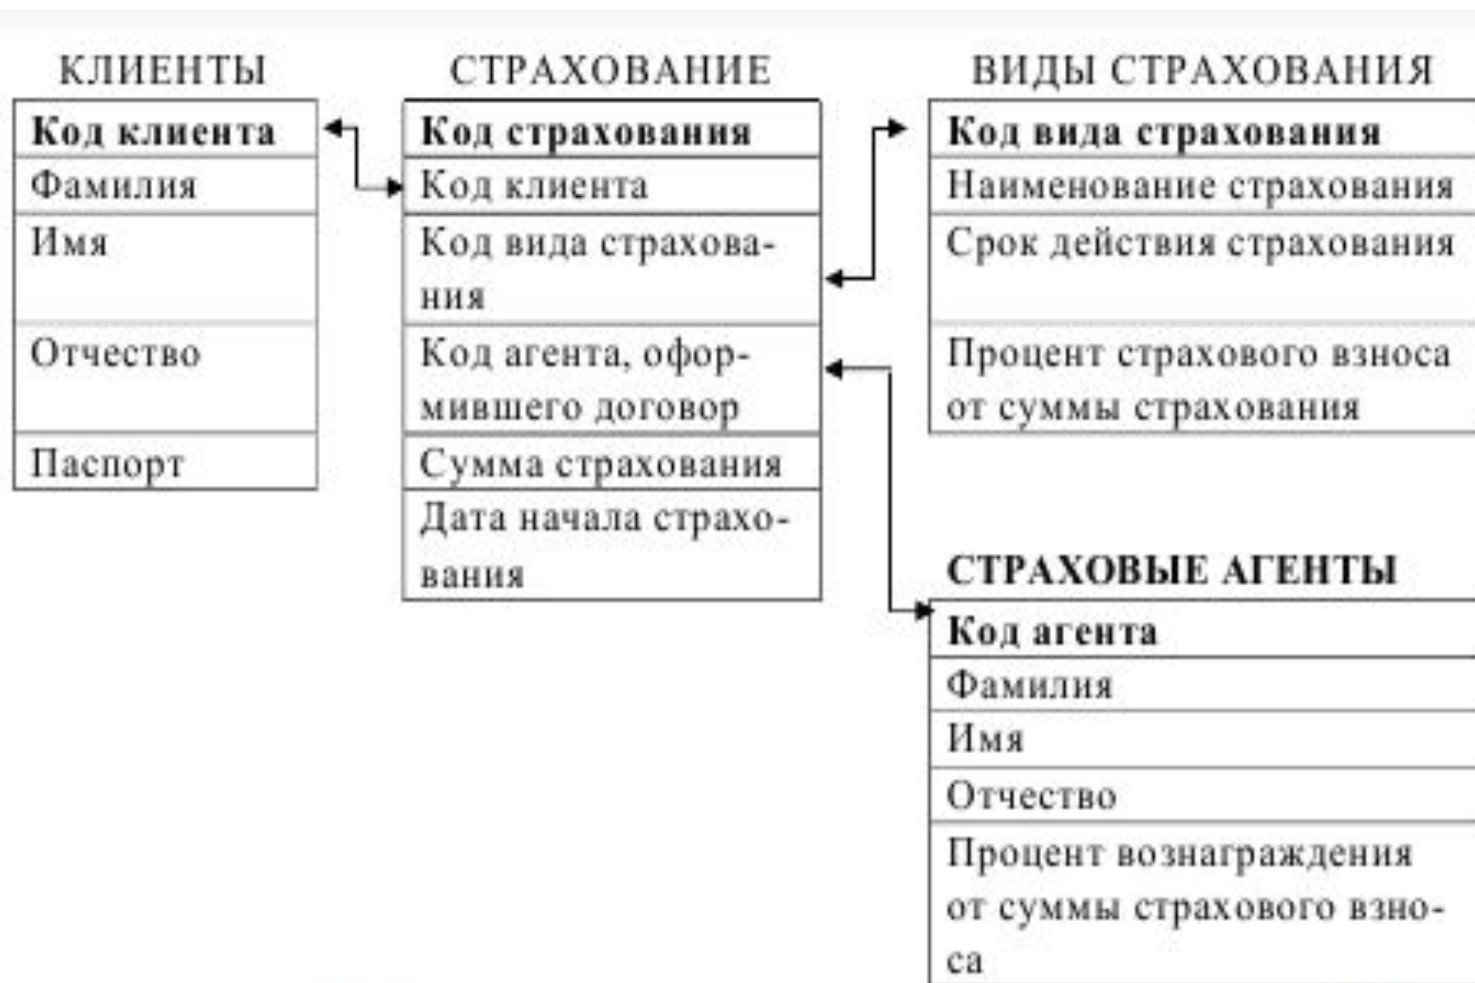 КЛИЕНТЫ
Код клиента
Фамилия
Имя
Отчество
Паспорт
СТРАХОВАНИЕ
Код страхования
Код клиента
Код вида страхова-
ния
Код агента, офор-
мившего договор
Сумма страхования
Дата начала страхо-
вания
ВИДЫ СТРАХОВАНИЯ
Код вида страхования
Наименование страхования
Срок действия страхования
Процент страхового взноса
от суммы страхования
СТРАХОВЫЕ АГЕНТЫ
Код агента
Фамилия
Имя
Отчество
Процент вознаграждения
от суммы страхового взно-
са